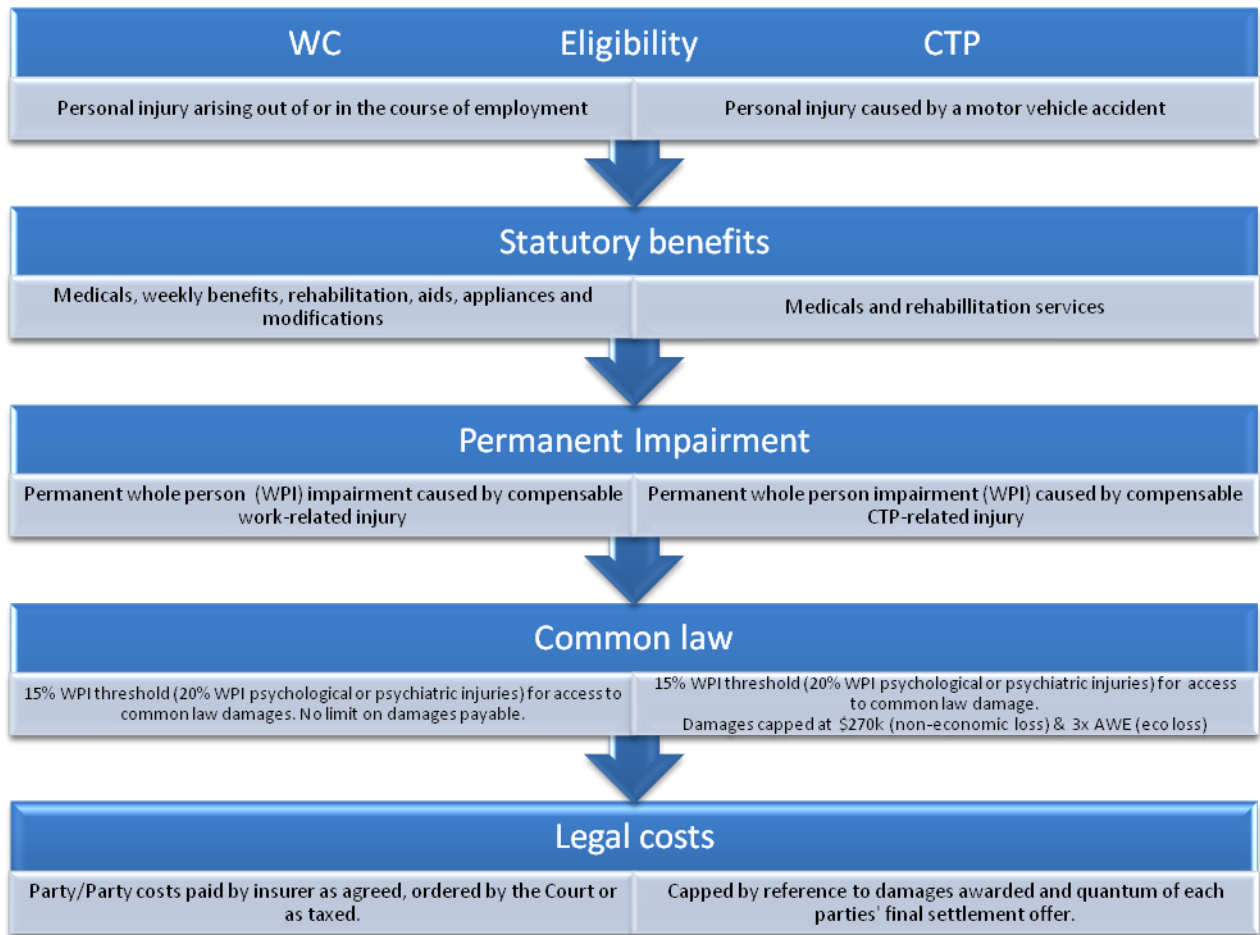 WC Eligibility CTP
Personal injury arising out of or in the course of employment
Personal injury caused by a motor vehicle accident
Statutory benefits
Medicals, weekly benefits, rehabilitation, aids, appliances and
modifications
Medicals and rehabillitation services
Permanent Impairment
Permanent whole person (WPI) impairment caused by compensable
work-related injury
Permanent whole person impairment (WPI) caused by compensable
CTP-related injury
Common law
15% WPI threshold (20% WPI psychological or psychiatric injuries) for access to
common law damages. No limit on damages payable.
15% WPI threshold (20% WPI psychological or psychiatric injuries) for access
to common law damage.
Damages capped at $270k (non-economic loss) & 3x AWE (eco loss)
Legal costs
Party/Party costs paid by insurer as agreed, ordered by the Court or
as taxed.
Capped by reference to damages awarded and quantum of each
parties' final settlement offer.